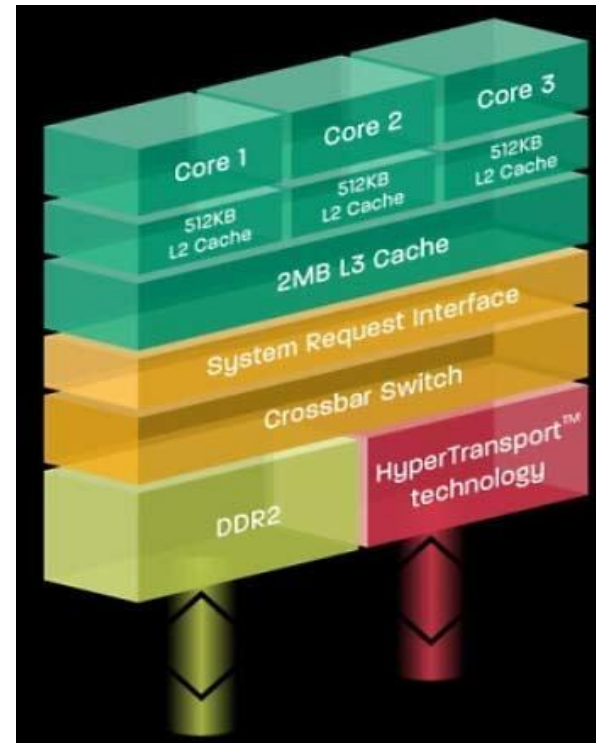 Core 1
Core 2
Core 3
512KB
L2 Cache
512KB
L2 Cache
512KB
L2 Cache
2MB L3 Cache
System Request Interface
Crossbar Switch
DDR2
HyperTransport™
technology